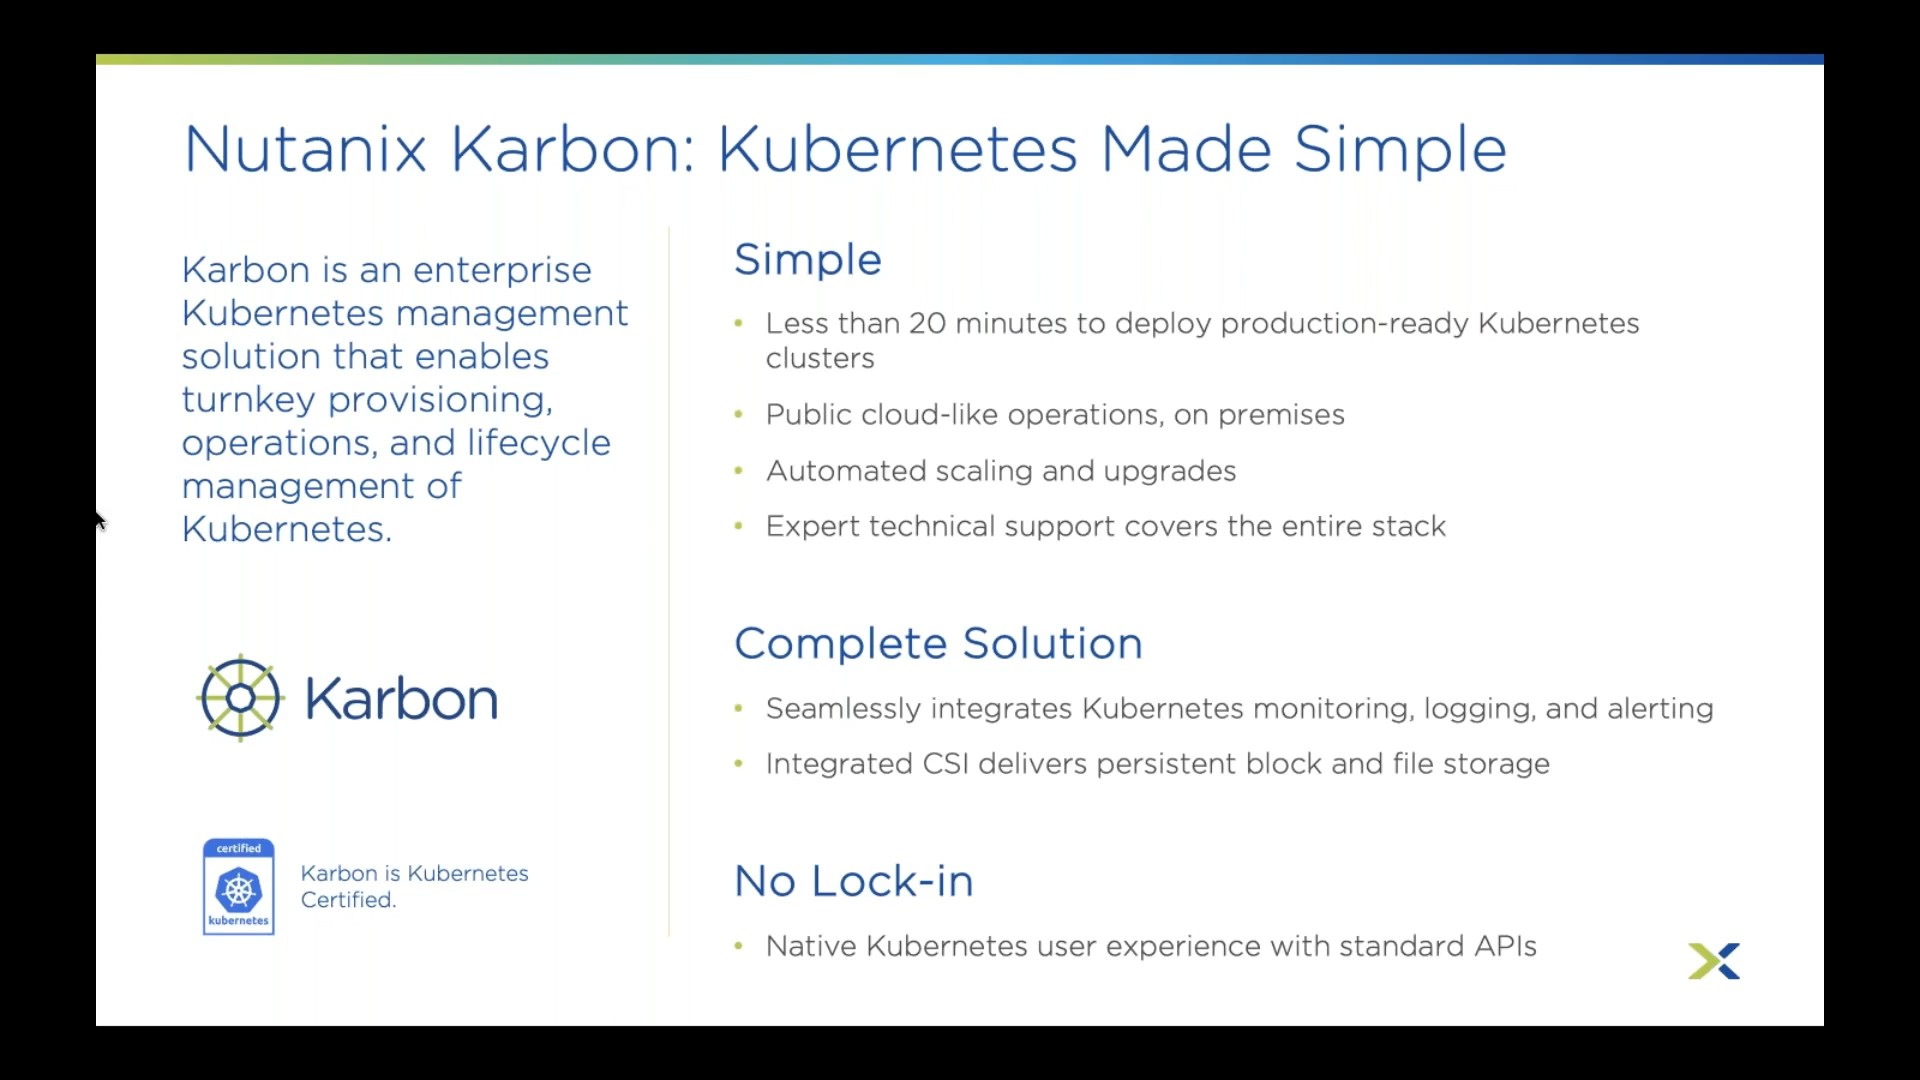 Nutanix Karbon: Kubernetes Made Simple
Karbon is an enterprise
Kubernetes management
solution that enables
turnkey provisioning,
operations, and lifecycle
management of
Kubernetes.
Karbon
certified
kubernetes
Karbon is Kubernetes
Certified.
Simple
• Less than 20 minutes to deploy production-ready Kubernetes
clusters
• Public cloud-like operations, on premises
• Automated scaling and upgrades
• Expert technical support covers the entire stack
Complete Solution
• Seamlessly integrates Kubernetes monitoring, logging, and alerting
• Integrated CSI delivers persistent block and file storage
No Lock-in
• Native Kubernetes user experience with standard APIs